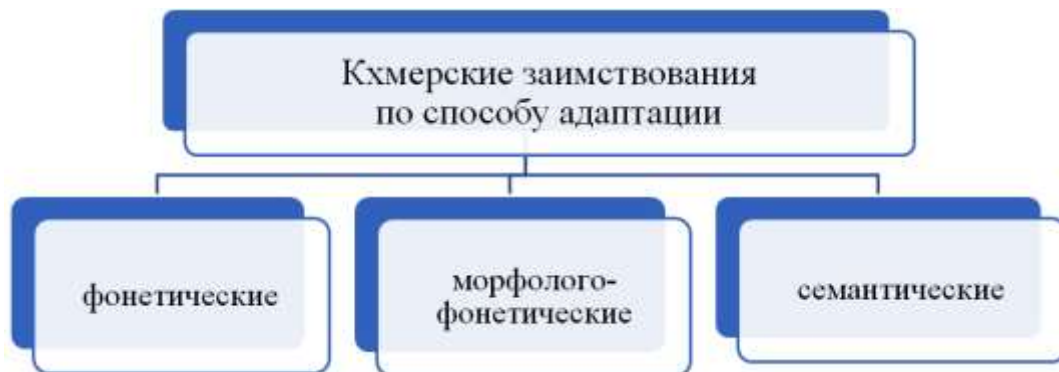 Кхмерские заимствования
по способу адаптации
фонетические
морфолого-
фонетические
семантические